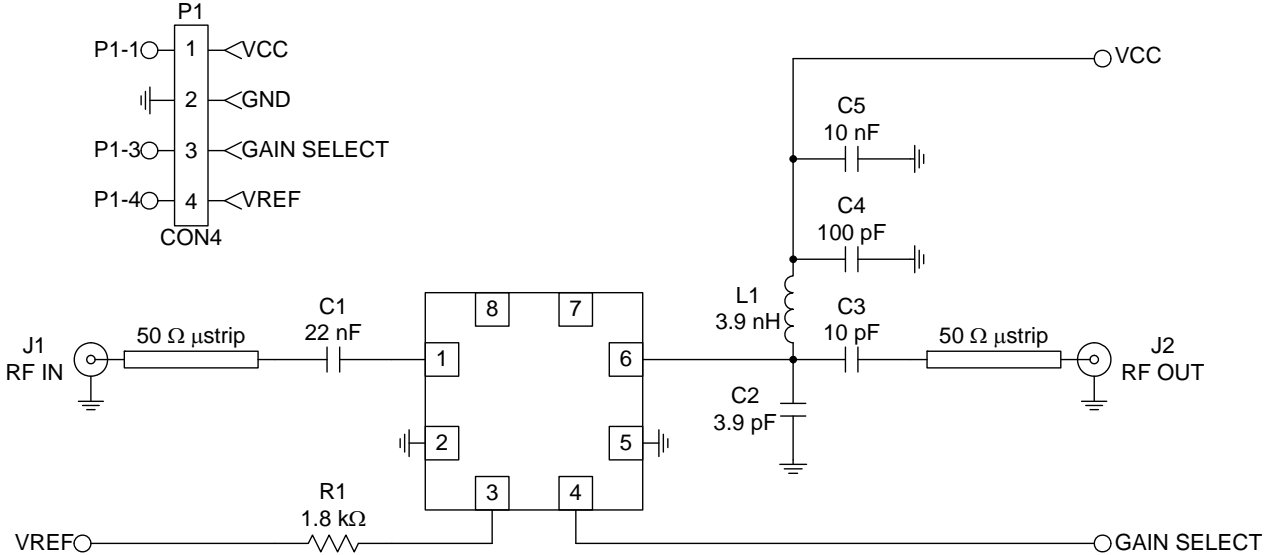 P1
P1-1
1
VCC
2
GND
P1-3
3
GAIN SELECT
P1-4
4
VREF
CON4
VCC
C5
10 nF
C4
100 pF
L1
3.9 nH
C3
10 pF
J1
RF IN
50 Ω μstrip
C1
22 nF
8
7
1
6
2
5
3
4
50 Ω μstrip
J2
RF OUT
C2
3.9 pF
R1
1.8 kΩ
VREF
GAIN SELECT